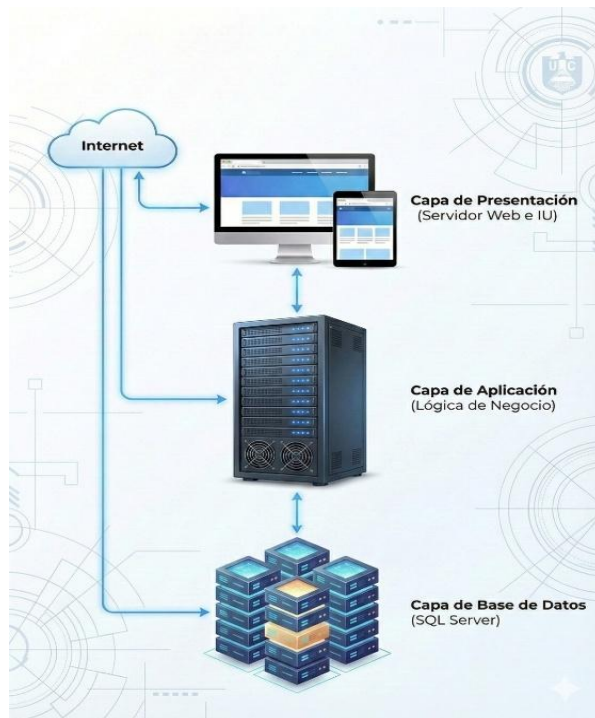 Internet
Capa de Presentación
(Servidor Web e IU)
Capa de Aplicación
(Lógica de Negocio)
Capa de Base de Datos
(SQL Server)